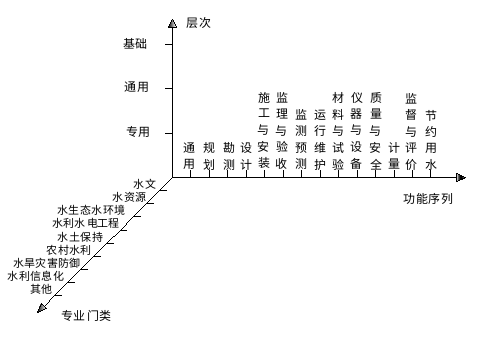 层次
基础
通用
专用
通用
规划
勘测
设计
施工与安装
监理与验收
监测预测
运行维护
材料与试验
仪器与设备
质量与安全
计量
监督与评价
节约用水
功能序列
水文
水资源
水生态水环境
水利水电工程
水土保持
农村水利
水旱灾害防御
水利信息化
其他
专业门类